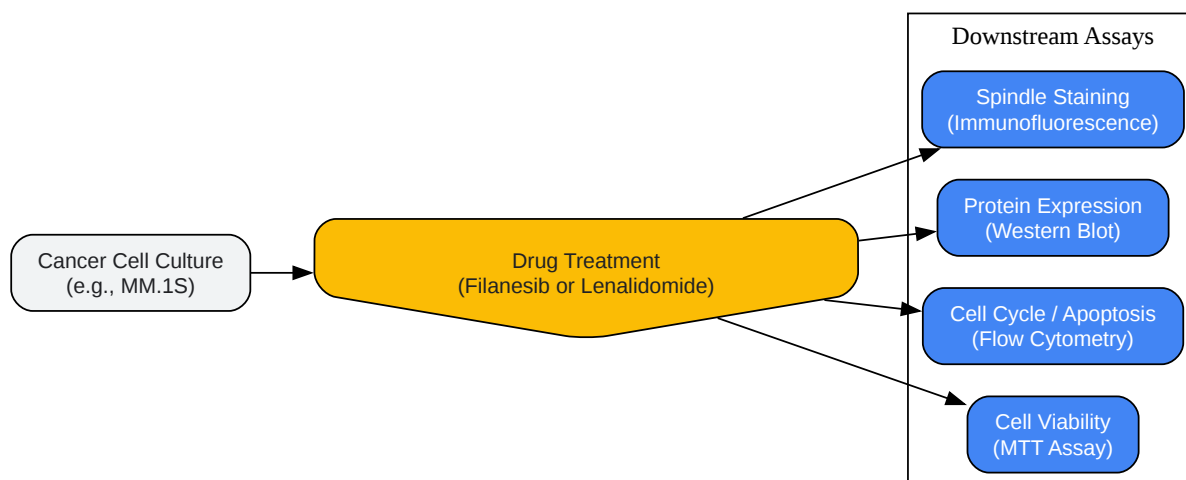 Cancer Cell Culture
(e.g., MM.1S)
Drug Treatment
(Filanesib or Lenalidomide)
Downstream Assays
Spindle Staining
(Immunofluorescence)
Protein Expression
(Western Blot)
Cell Cycle / Apoptosis
(Flow Cytometry)
Cell Viability
(MTT Assay)